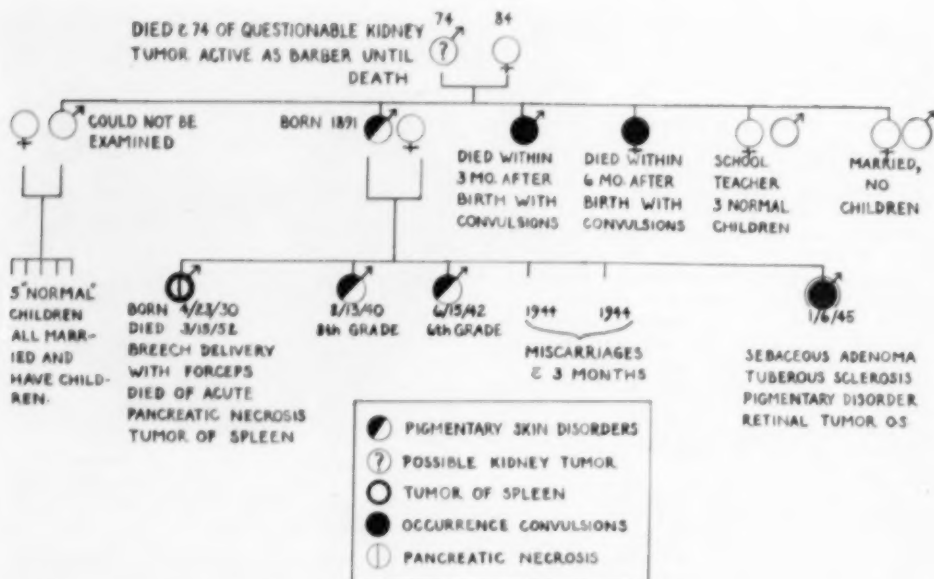 74
84
DIED c̄ 74 OF QUESTIONABLE KIDNEY
TUMOR ACTIVE AS BARBER UNTIL
DEATH
?
COULD NOT BE
EXAMINED
BORN 1891
DIED WITHIN
3 MO. AFTER
BIRTH WITH
CONVULSIONS
DIED WITHIN
6 MO. AFTER
BIRTH WITH
CONVULSIONS
SCHOOL
TEACHER
3 NORMAL
CHILDREN
MARRIED,
NO
CHILDREN
5 "NORMAL"
CHILDREN
ALL MARR-
IED AND
HAVE CHILD-
REN.
BORN 4/23/30
DIED 3/15/52
BREECH DELIVERY
WITH FORCEPS
DIED OF ACUTE
PANCREATIC NECROSIS
TUMOR OF SPLEEN
8TH GRADE
6/15/42
6TH GRADE
1944 1944
MISCARRIAGES
c̄ 3 MONTHS
1/6/45
SEBACEOUS ADENOMA
TUBEROUS SCLEROSIS
PIGMENTARY DISORDER
RETINAL TUMOR O·S
PIGMENTARY SKIN DISORDERS
? POSSIBLE KIDNEY TUMOR
TUMOR OF SPLEEN
OCCURRENCE CONVULSIONS
PANCREATIC NECROSIS